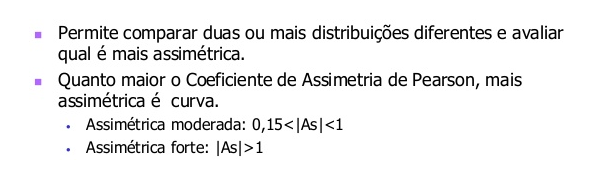 Permite comparar duas ou mais distribuições diferentes e avaliar
qual é mais assimétrica.
Quanto maior o Coeficiente de Assimetria de Pearson, mais
assimétrica é  curva.
Assimétrica moderada: 0,15<|As|<1
Assimétrica forte: |As|>1